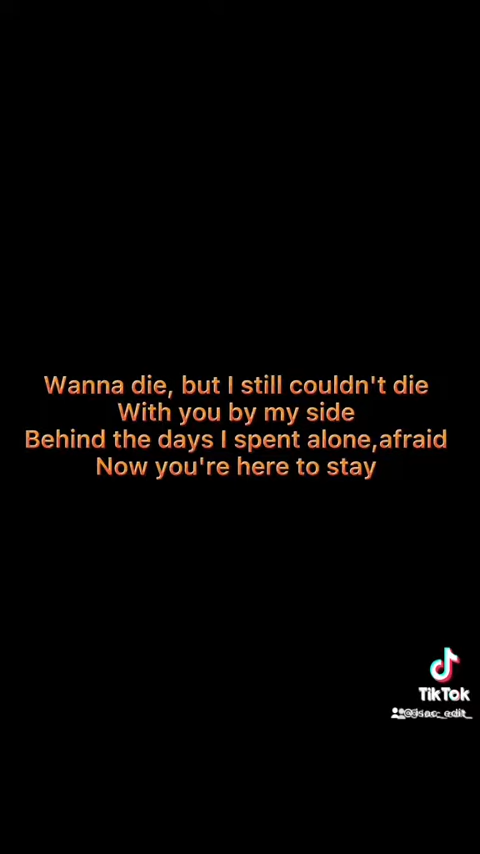 Wanna die, but I still couldn't die
With you by my side
Behind the days I spent alone,afraid
Now you're here to stay
TikTok